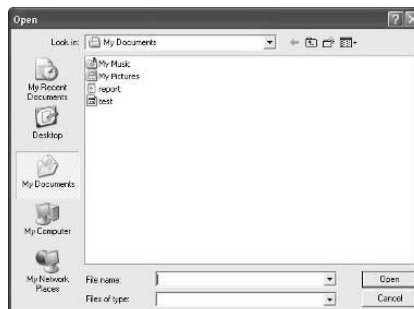 Open
Look in: My Documents
My Recent
Documents
Desktop
My Documents
My Computer
My Network
Places
My Music
My Pictures
report
test
File name:
Open
Files of type:
Cancel